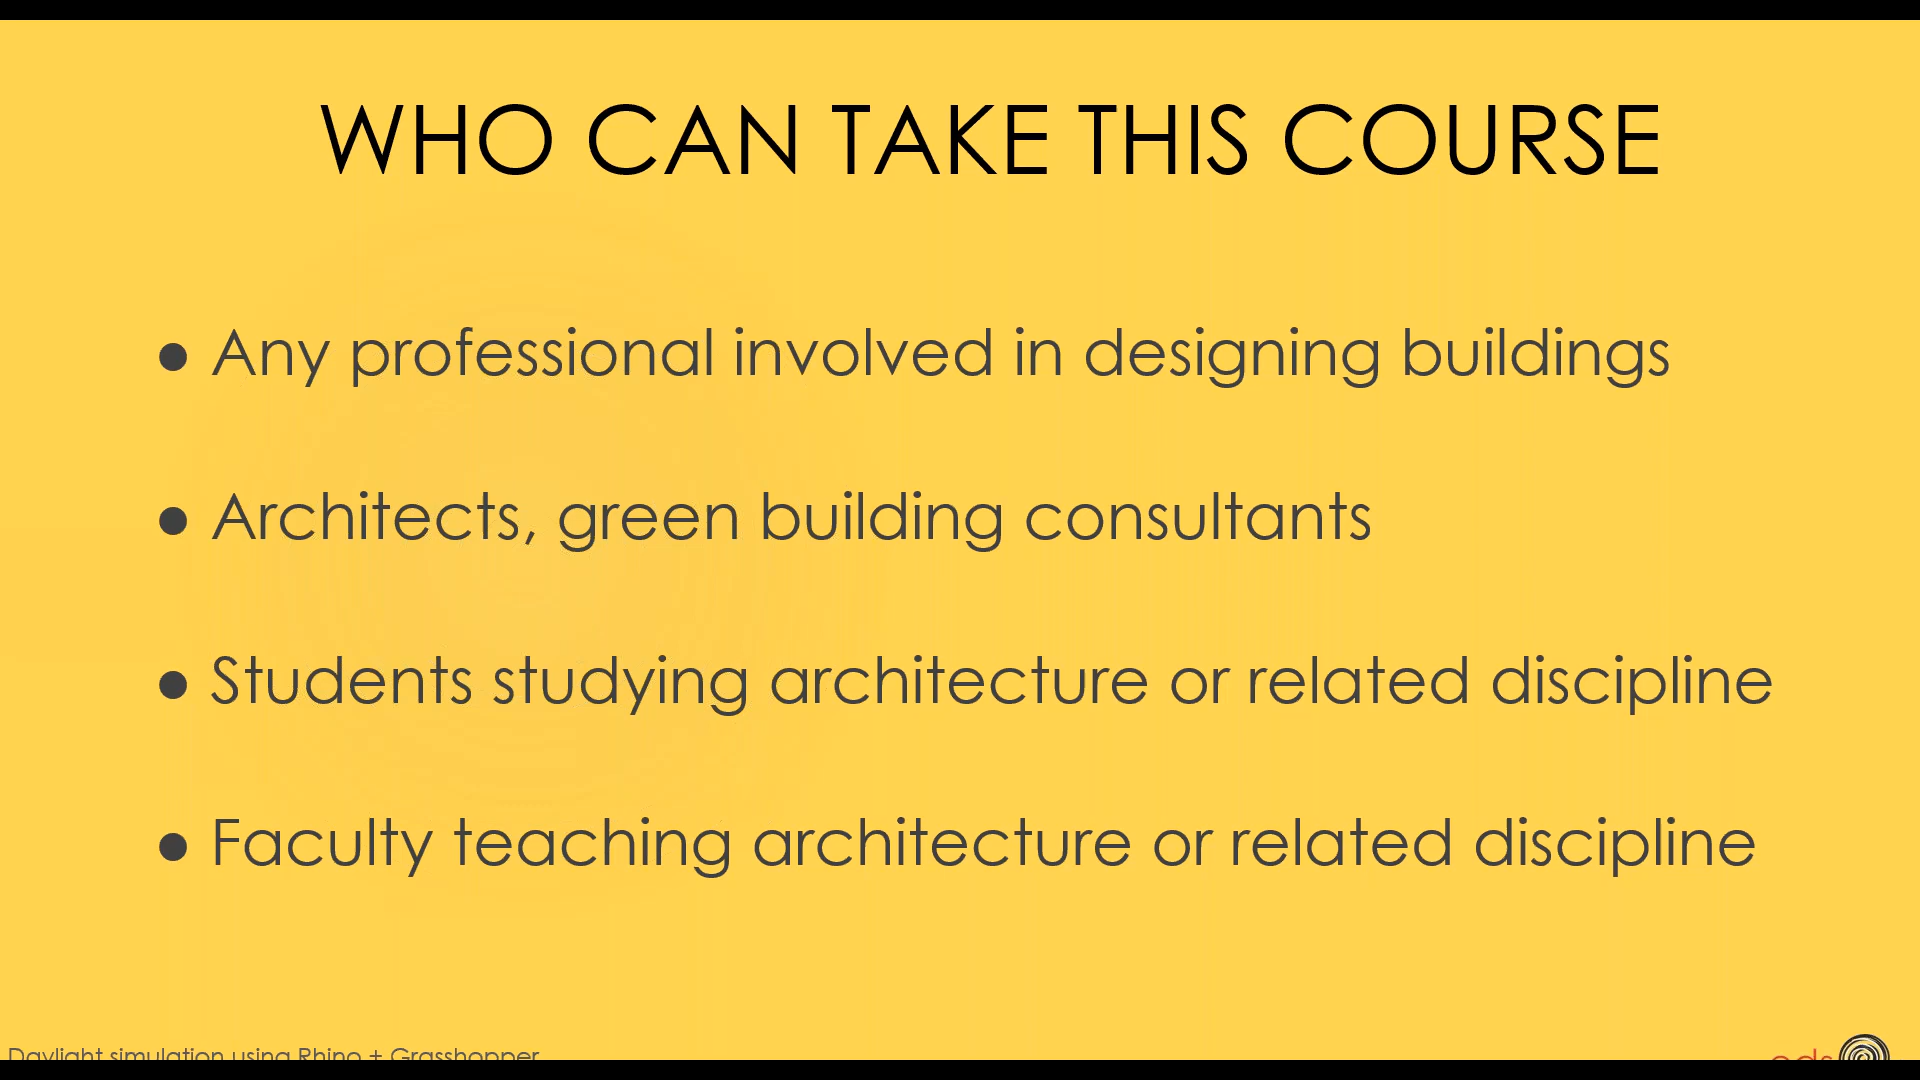 WHO CAN TAKE THIS COURSE
● Any professional involved in designing buildings
● Architects, green building consultants
● Students studying architecture or related discipline
● Faculty teaching architecture or related discipline
Daylight simulation using Rhino + Grasshopper
eds